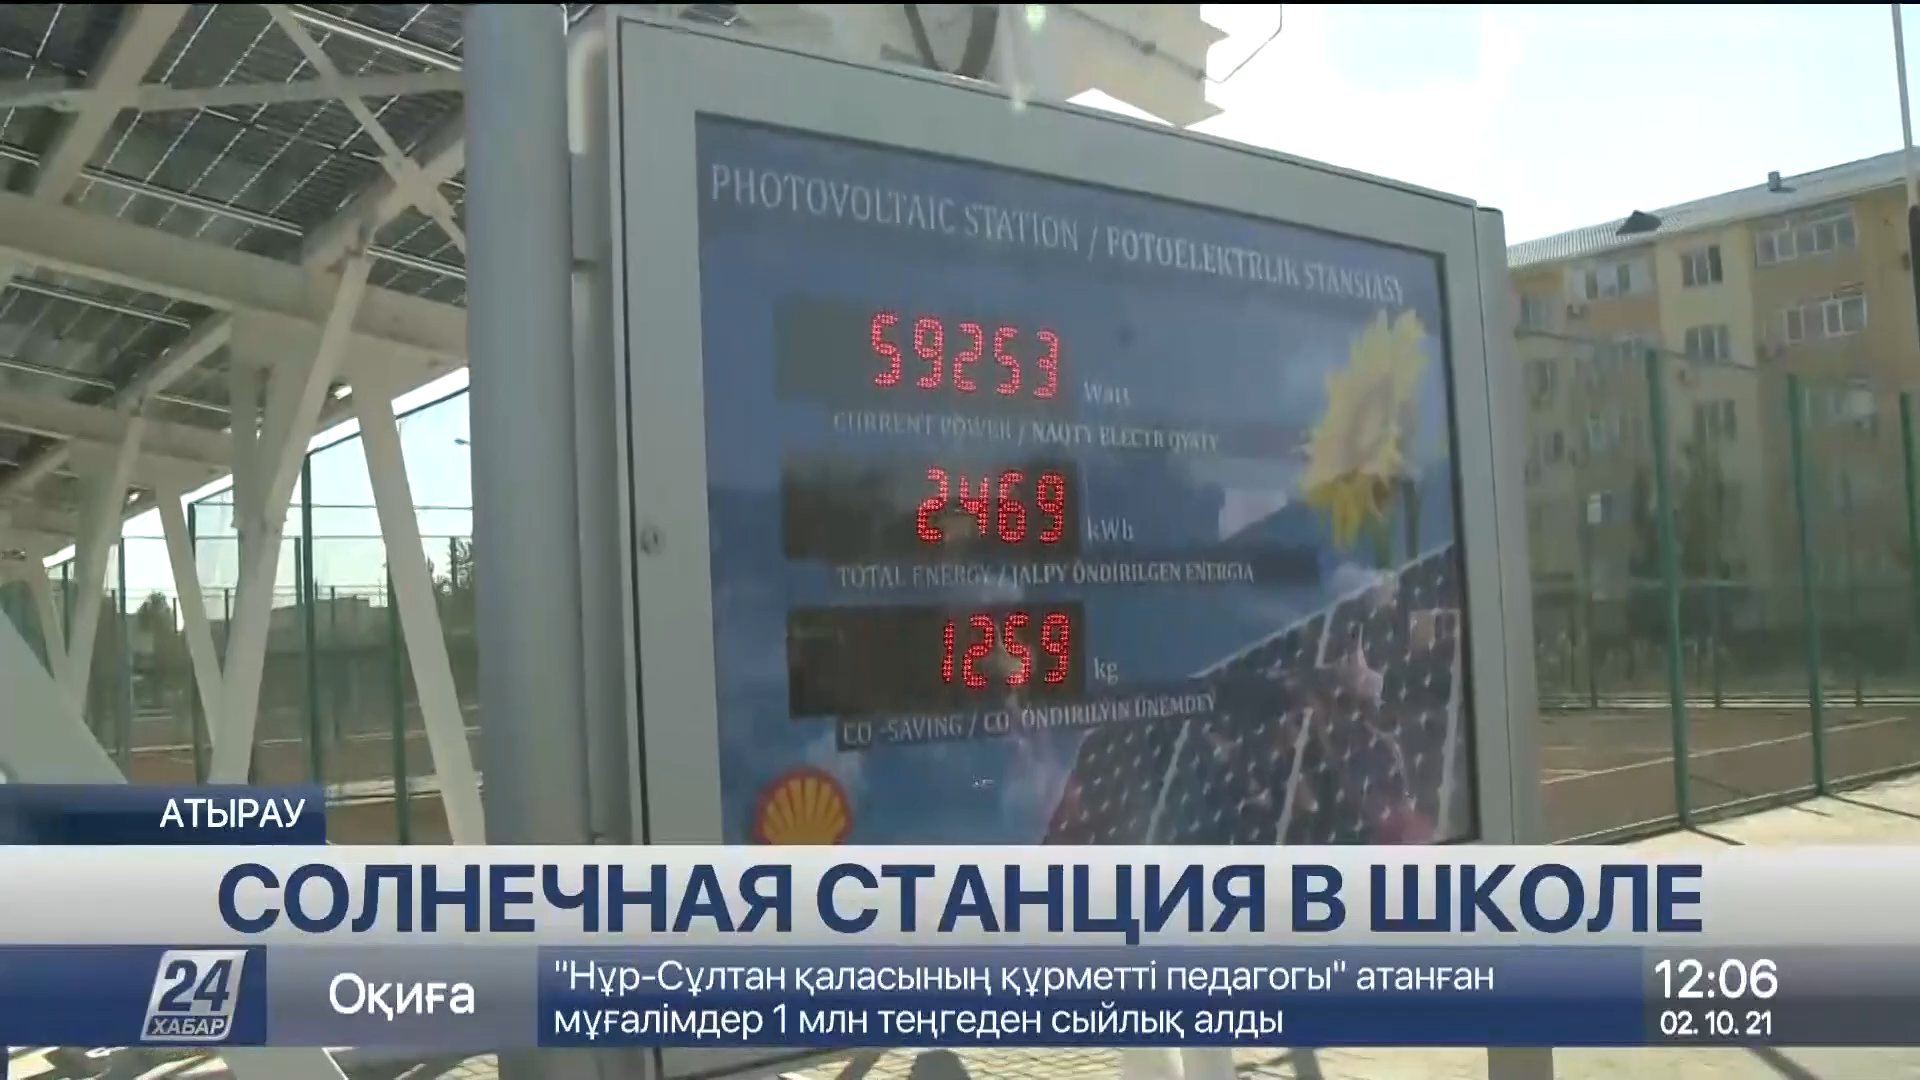 PHOTOVOLTAIC STATION / FOTOELEKTRLIK STANSIASY
59253 Watt
CURRENT POWER / NAQTY ELECTR QYATY
2469 kWh
TOTAL ENERGY / JALPY ÖNDİRILGEN ENERGIA
1259 kg
CO -SAVING / CO ÖNDIRILYIN ÜNEMDEY
АТЫРАУ
СОЛНЕЧНАЯ СТАНЦИЯ В ШКОЛЕ
24 ХАБАР
Оқиға
"Нұр-Сұлтан қаласының құрметті педагогы" атанған
мұғалімдер 1 млн теңгеден сыйлық алды
12:06
02. 10. 21